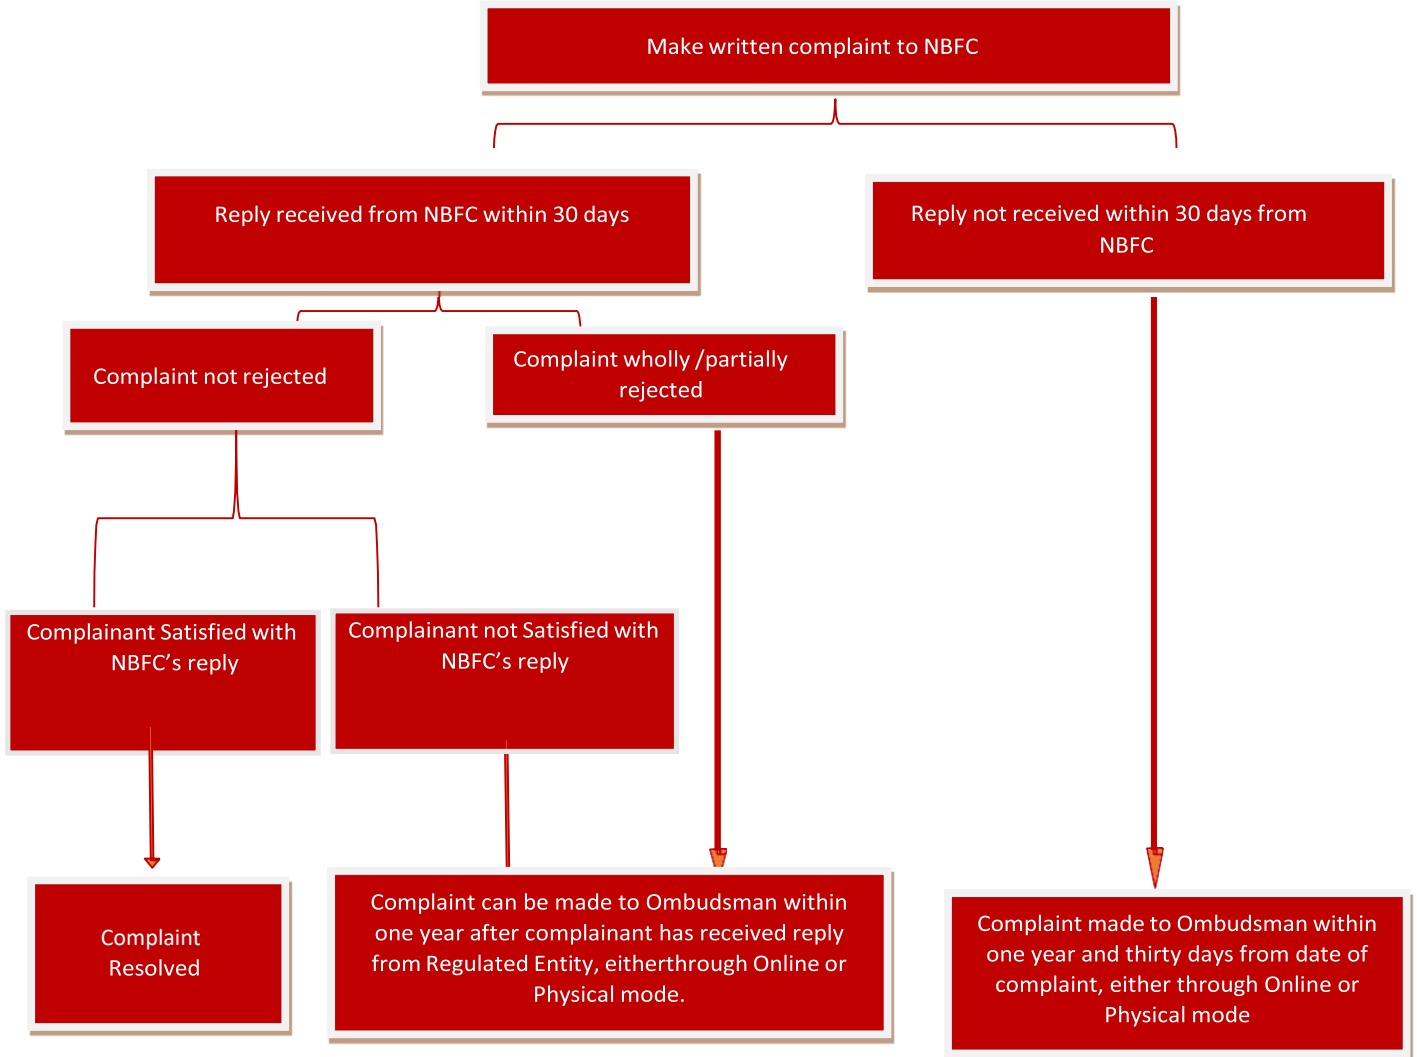 Make written complaint to NBFC
Reply received from NBFC within 30 days
Reply not received within 30 days from
NBFC
Complaint not rejected
Complaint wholly /partially
rejected
Complainant Satisfied with
NBFC’s reply
Complainant not Satisfied with
NBFC’s reply
Complaint
Resolved
Complaint can be made to Ombudsman within
one year after complainant has received reply
from Regulated Entity, eitherthrough Online or
Physical mode.
Complaint made to Ombudsman within
one year and thirty days from date of
complaint, either through Online or
Physical mode